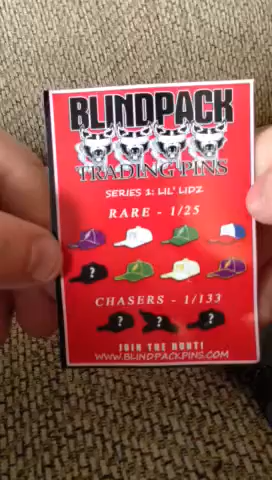 BLINDPACK
TRADING PINS
SERIES 1: LIL' LIDZ
RARE - 1/25
?
CHASERS - 1/133
? ? ?
JOIN THE HUNT!
WWW.BLINDPACKPINS.COM